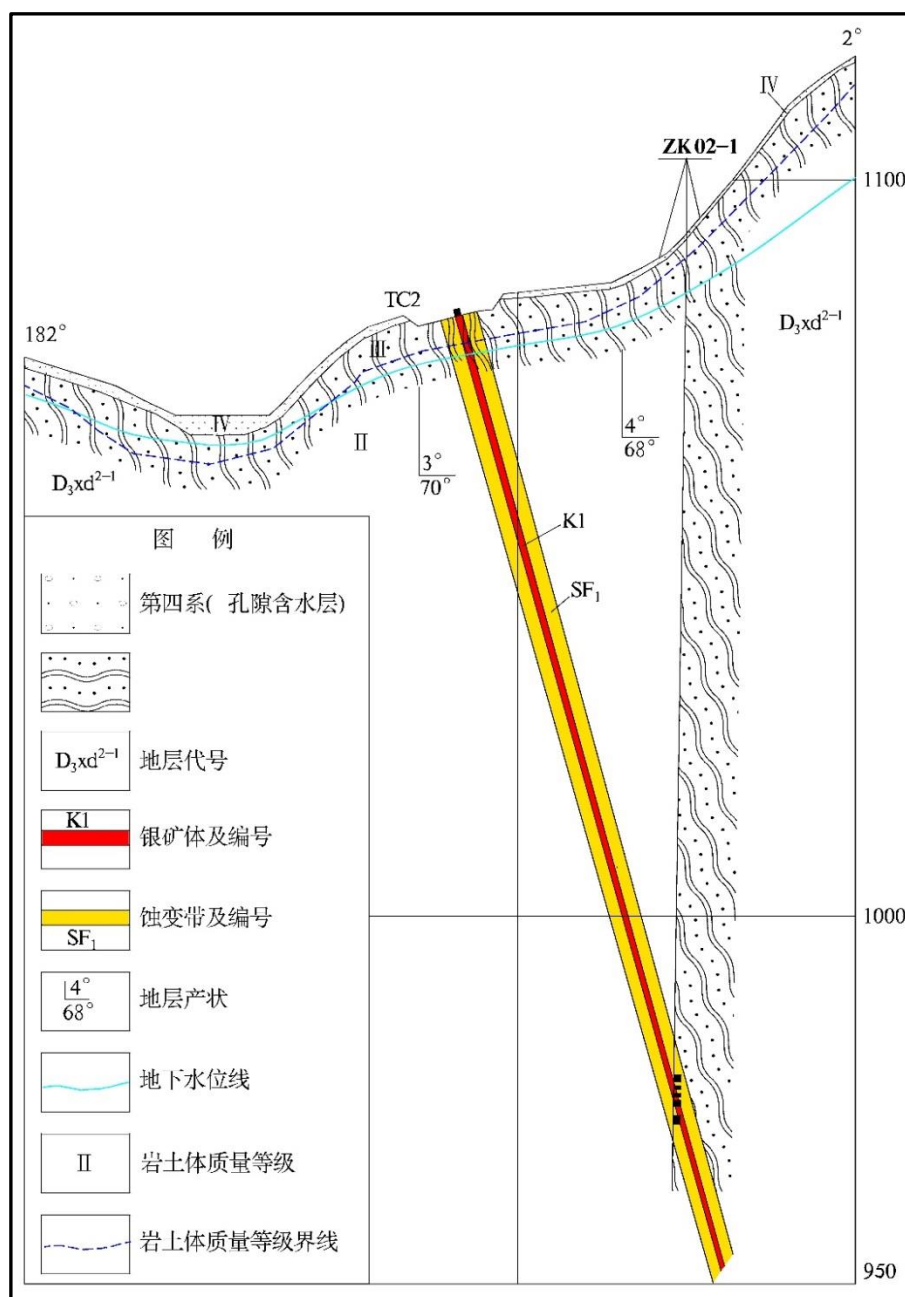 2°
IV
ZK02-1
1100
TC2
182°
III
D₃xd²⁻¹
IV
II
4°
68°
3°
70°
D₃xd²⁻¹
K1
SF₁
1000
950
图 例
第四系( 孔隙含水层)
D₃xd²⁻¹ 地层代号
K1 银矿体及编号
SF₁ 蚀变带及编号
4°
68°
地层产状
地下水位线
II 岩土体质量等级
岩土体质量等级界线